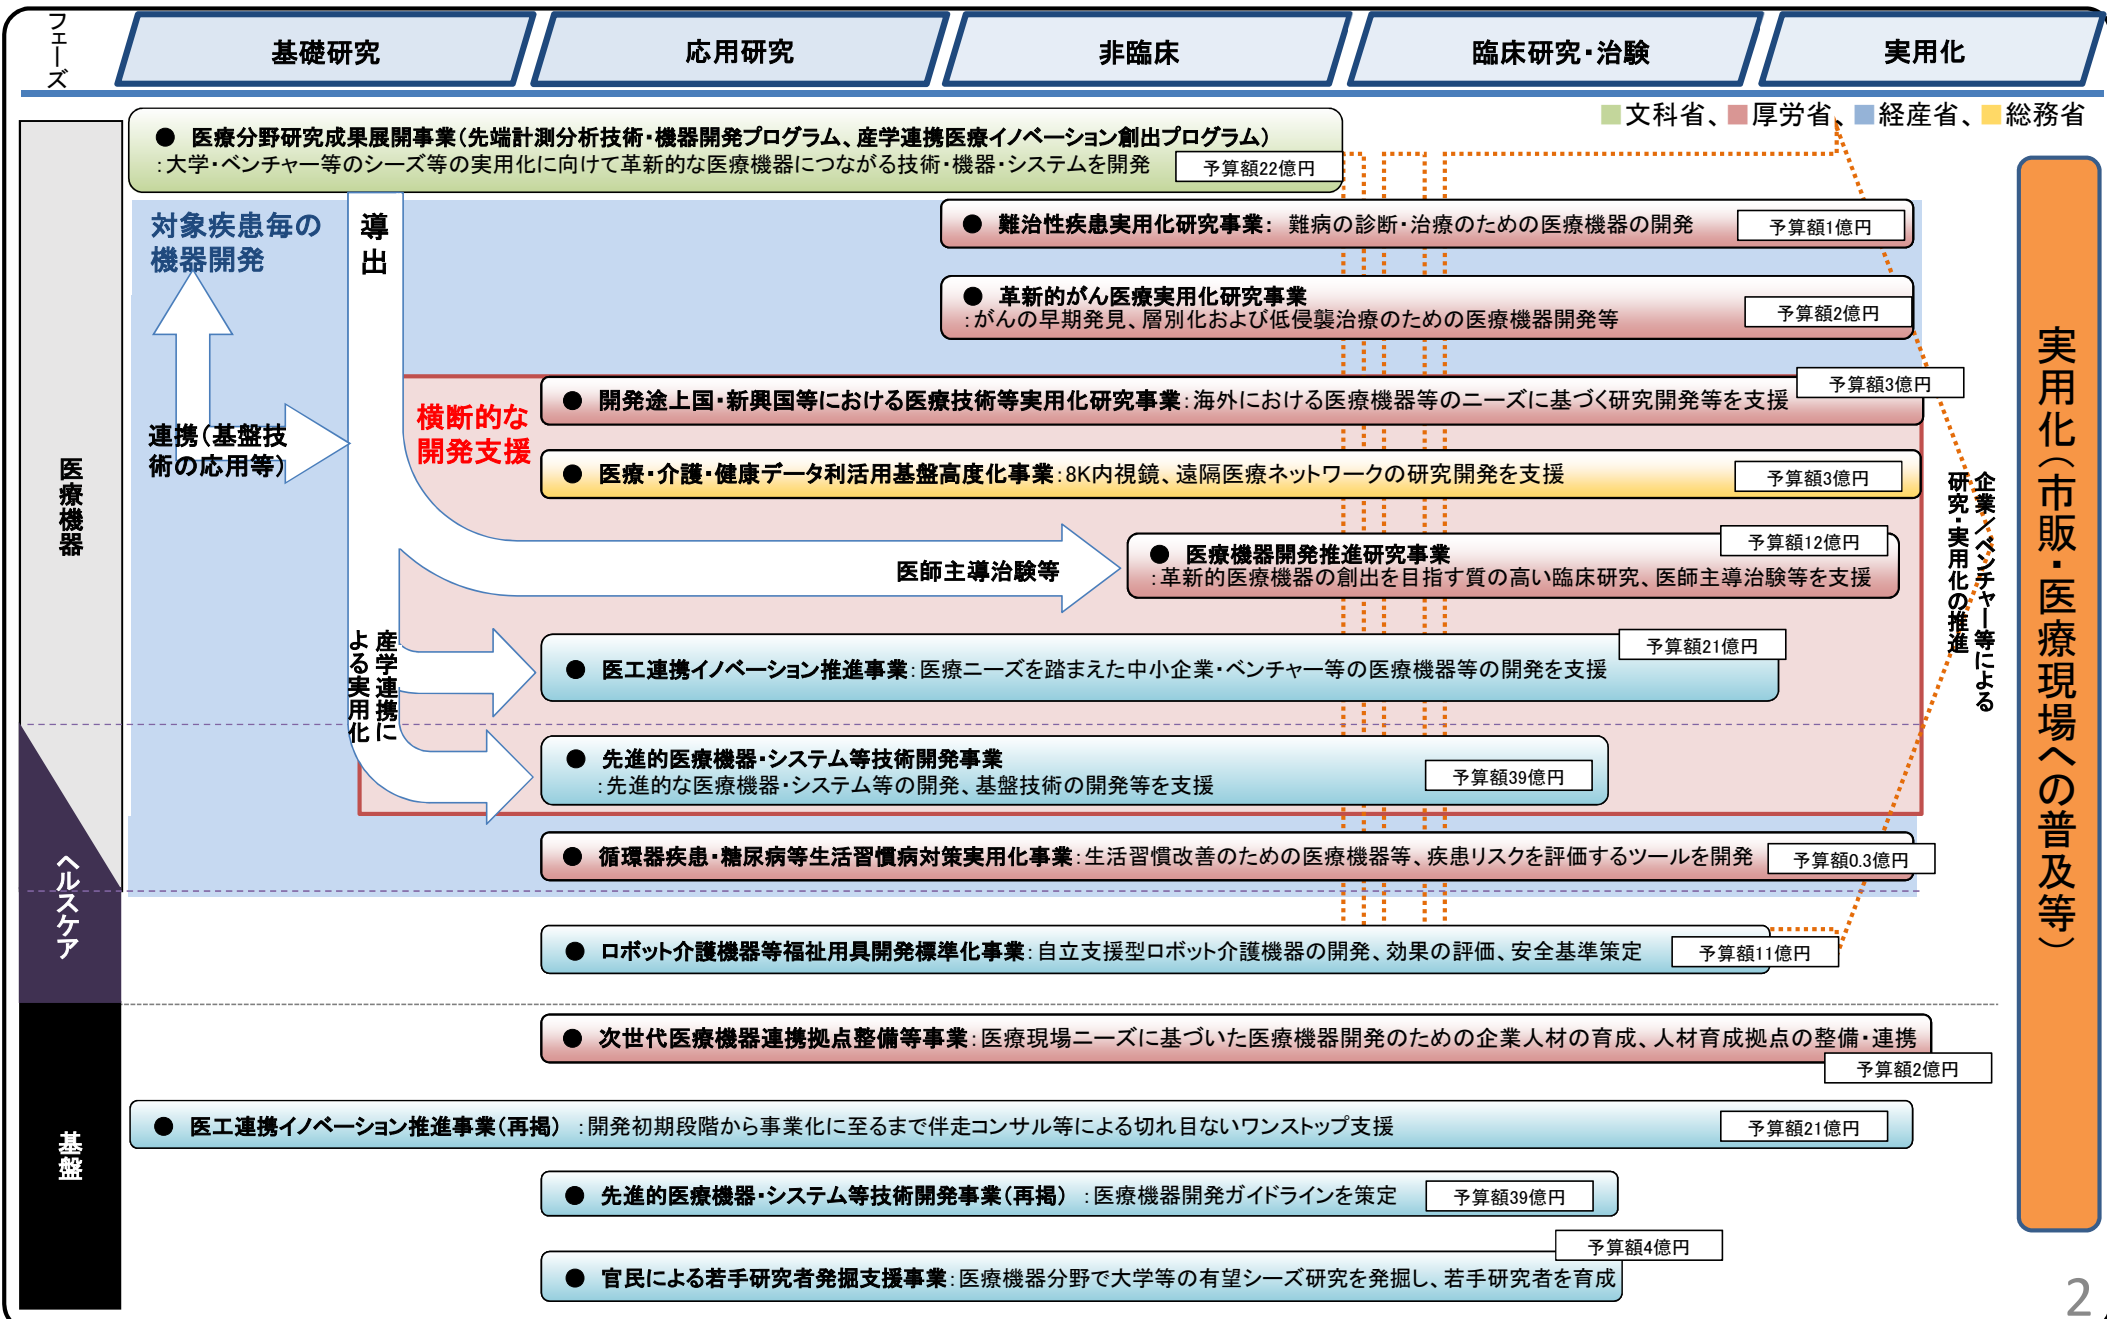 フェーズ
基礎研究
応用研究
非臨床
臨床研究・治験
実用化
■文科省、■厚労省、■経産省、■総務省
● 医療分野研究成果展開事業（先端計測分析技術・機器開発プログラム、産学連携医療イノベーション創出プログラム）
：大学・ベンチャー等のシーズ等の実用化に向けて革新的な医療機器につながる技術・機器・システムを開発
予算額22億円
対象疾患毎の
機器開発
導出
● 難治性疾患実用化研究事業： 難病の診断・治療のための医療機器の開発
予算額1億円
● 革新的がん医療実用化研究事業
：がんの早期発見、層別化および低侵襲治療のための医療機器開発等
予算額2億円
予算額3億円
● 開発途上国・新興国等における医療技術等実用化研究事業：海外における医療機器等のニーズに基づく研究開発等を支援
横断的な
開発支援
連携（基盤技
術の応用等）
● 医療・介護・健康データ利活用基盤高度化事業：8K内視鏡、遠隔医療ネットワークの研究開発を支援
予算額3億円
医療機器
医師主導治験等
予算額12億円
● 医療機器開発推進研究事業
：革新的医療機器の創出を目指す質の高い臨床研究、医師主導治験等を支援
企業／ベンチャー等による
研究・実用化の推進
実用化（市販・医療現場への普及等）
産学連携に
よる実用化
予算額21億円
● 医工連携イノベーション推進事業：医療ニーズを踏まえた中小企業・ベンチャー等の医療機器等の開発を支援
● 先進的医療機器・システム等技術開発事業
：先進的な医療機器・システム等の開発、基盤技術の開発等を支援
予算額39億円
ヘルスケア
● 循環器疾患・糖尿病等生活習慣病対策実用化事業：生活習慣改善のための医療機器等、疾患リスクを評価するツールを開発
予算額0.3億円
● ロボット介護機器等福祉用具開発標準化事業：自立支援型ロボット介護機器の開発、効果の評価、安全基準策定
予算額11億円
基盤
● 次世代医療機器連携拠点整備等事業：医療現場ニーズに基づいた医療機器開発のための企業人材の育成、人材育成拠点の整備・連携
予算額2億円
● 医工連携イノベーション推進事業（再掲） ：開発初期段階から事業化に至るまで伴走コンサル等による切れ目ないワンストップ支援
予算額21億円
● 先進的医療機器・システム等技術開発事業（再掲） ：医療機器開発ガイドラインを策定
予算額39億円
予算額4億円
● 官民による若手研究者発掘支援事業：医療機器分野で大学等の有望シーズ研究を発掘し、若手研究者を育成
2